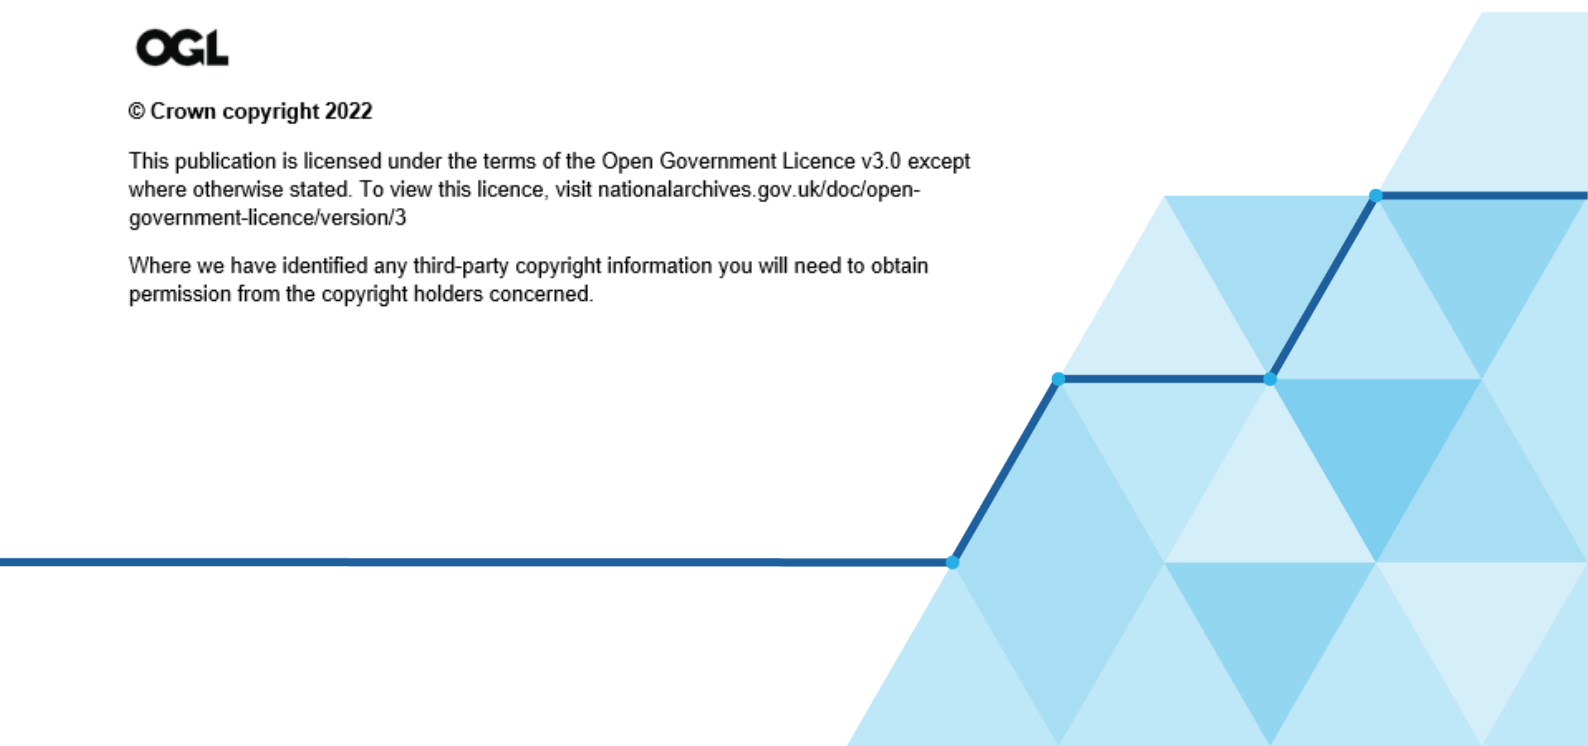 OGL
© Crown copyright 2022
This publication is licensed under the terms of the Open Government Licence v3.0 except
where otherwise stated. To view this licence, visit nationalarchives.gov.uk/doc/open-
government-licence/version/3
Where we have identified any third-party copyright information you will need to obtain
permission from the copyright holders concerned.